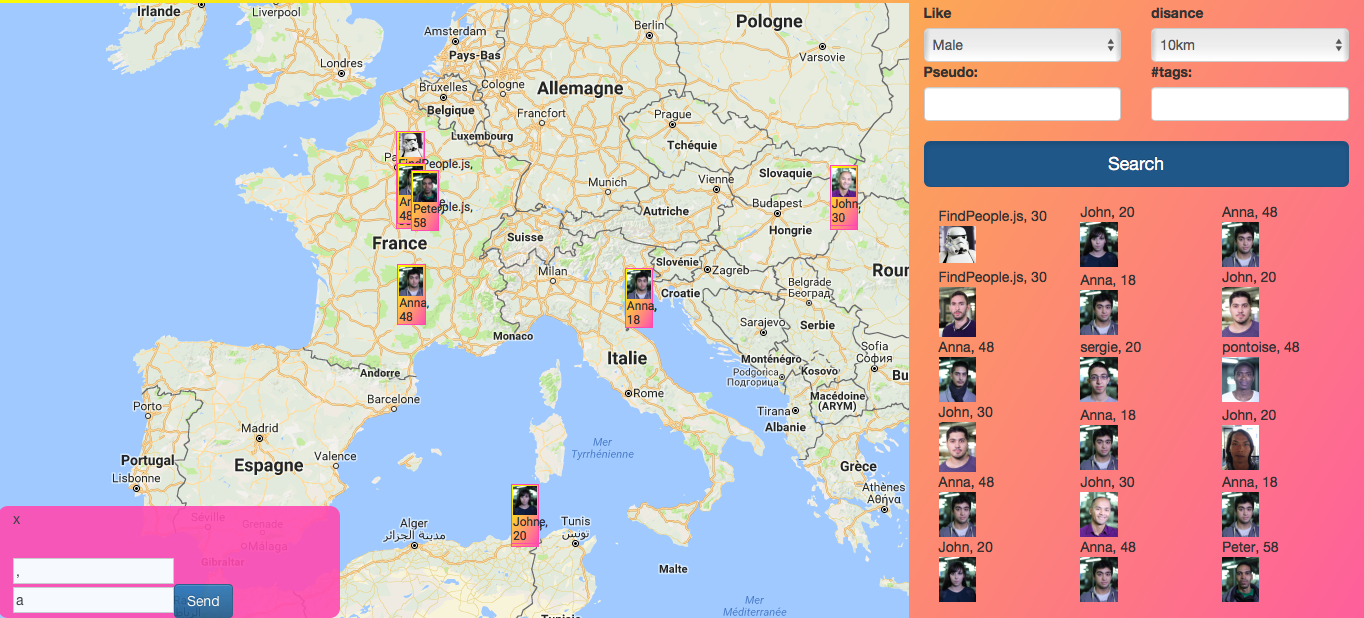 Irlande
Liverpool
Londres
Amsterdam
Pays-Bas
Bruxelles
Belgique
Cologne
Allemagne
Berlin
Pologne
Varsovie
Francfort
Luxembourg
Prague
Tchéquie
FindPeople.js,
Peter,
58
France
Munich
Vienne
Slovaquie
Budapest
Hongrie
John,
30
Autriche
Suisse
Milan
Slovénie
Zagreb
Croatie
Anna,
48
Anna,
18
Belgrade
Београд
Serbie
Sarajevo
Monaco
Italie
Monténégro
Podgorica
Подгорица
Kosovo
Sofia
София
Macédoine
(ARYM)
Andorre
Barcelone
Rome
Tirana
Albanie
Porto
Madrid
Espagne
Valence
Portugal
Lisbonne
Mer
Tyrrhénienne
Grèce
Athènes
Αθήνα
Séville
Grenade
Malaga
Gibraltar
Alger
مدينة الجزائر
20
Tunis
تونس
Malte
Mer
Méditerranée
x
,
a
Send
Like
disance
Male
10km
Pseudo:
#tags:
Search
FindPeople.js, 30
John, 20
Anna, 48
FindPeople.js, 30
Anna, 18
John, 20
Anna, 48
sergie, 20
pontoise, 48
John, 30
Anna, 18
John, 20
Anna, 48
John, 30
Anna, 18
John, 20
Anna, 48
Peter, 58